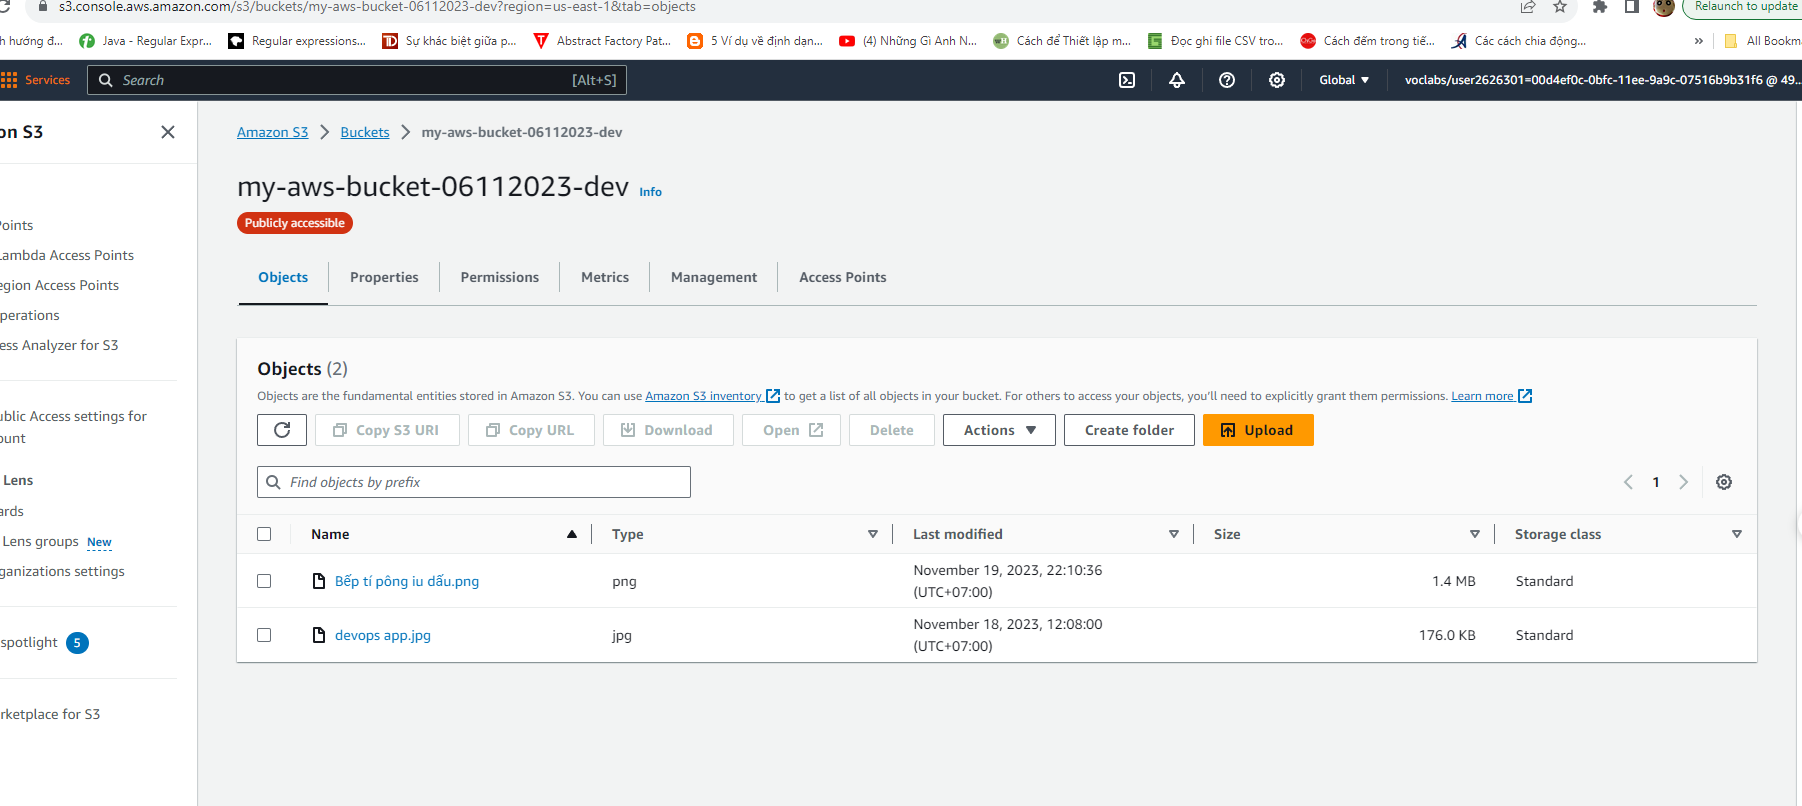 s3.console.aws.amazon.com/s3/buckets/my-aws-bucket-06112023-dev?region=us-east-1&tab=objects
Relaunch to update
h hướng đ... Java - Regular Expr... Regular expressions... Sự khác biệt giữa p... Abstract Factory Pat... 5 Ví dụ về định dạn... (4) Những Gì Anh N... Cách để Thiết lập m... Đọc ghi file CSV tro... Cách đếm trong tiế... Các cách chia động... » All Bookm
Services Search [Alt+S] Global voclabs/user2626301=00d4ef0c-0bfc-11ee-9a9c-07516b9b31f6 @ 49...
on S3
Amazon S3 Buckets my-aws-bucket-06112023-dev
my-aws-bucket-06112023-dev Info
Publicly accessible
Points
Lambda Access Points
egion Access Points
perations
ess Analyzer for S3
ublic Access settings for
ount
Lens
ards
Lens groups New
ganizations settings
spotlight 5
rketplace for S3
Objects Properties Permissions Metrics Management Access Points
Objects (2)
Objects are the fundamental entities stored in Amazon S3. You can use Amazon S3 inventory to get a list of all objects in your bucket. For others to access your objects, you'll need to explicitly grant them permissions. Learn more
Copy S3 URI Copy URL Download Open Delete Actions Create folder Upload
Find objects by prefix
1
Name Type Last modified Size Storage class
Bếp tí pông iu dấu.png png November 19, 2023, 22:10:36 (UTC+07:00) 1.4 MB Standard
devops app.jpg jpg November 18, 2023, 12:08:00 (UTC+07:00) 176.0 KB Standard